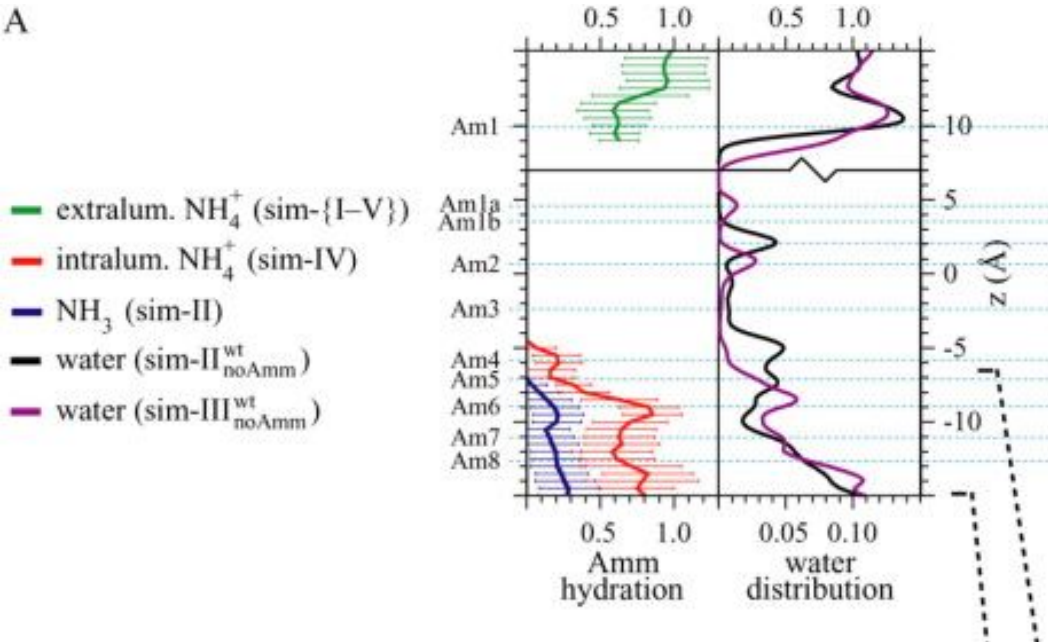 A
0.5 1.0 0.5 1.0
Am1
10
Am1a
5
Am1b
Am2
0
z (Å)
Am3
-5
Am4
Am5
Am6
-10
Am7
Am8
extralum. NH₄⁺ (sim-{I–V})
intralum. NH₄⁺ (sim-IV)
NH₃ (sim-II)
water (sim-IIʷᵗnoAmm)
water (sim-IIIʷᵗnoAmm)
0.5 1.0 0.05 0.10
Amm water
hydration distribution